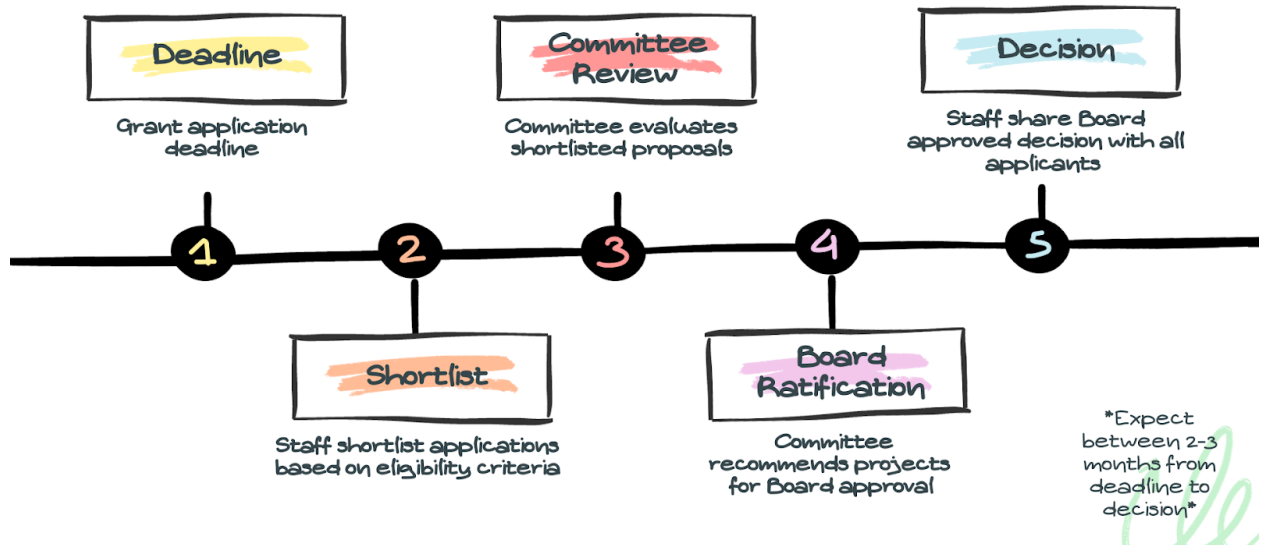 Deadline
Grant application
deadline
Committee
Review
Committee evaluates
shortlisted proposals
Decision
Staff share Board
approved decision with all
applicants
1
2
3
4
5
Shortlist
Staff shortlist applications
based on eligibility criteria
Board
Ratification
Committee
recommends projects
for Board approval
*Expect
between 2-3
months from
deadline to
decision*